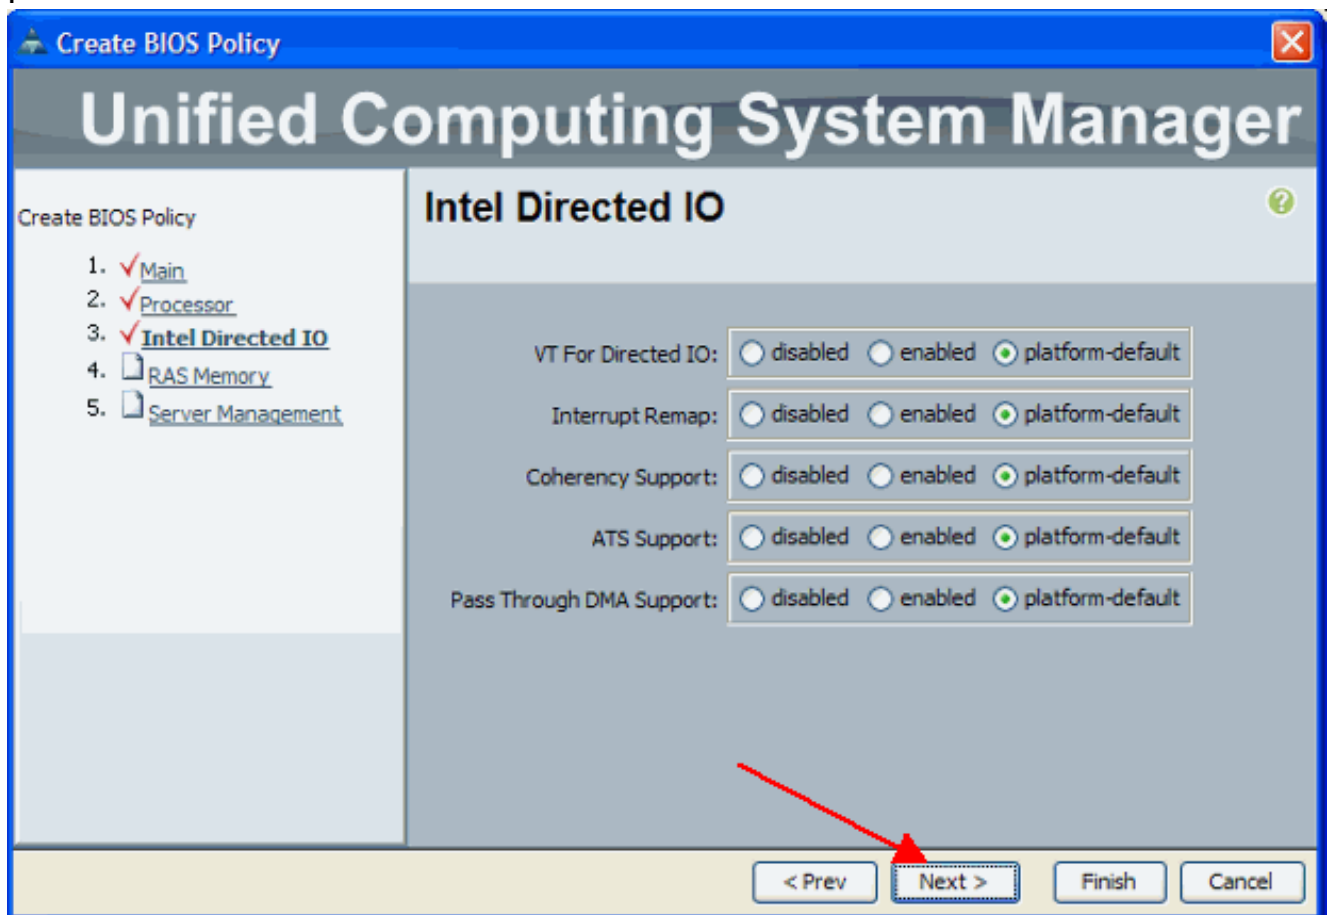 Create BIOS Policy
Unified Computing System Manager
Create BIOS Policy
1. Main
2. Processor
3. Intel Directed IO
4. RAS Memory
5. Server Management
Intel Directed IO
?
VT For Directed IO: disabled enabled platform-default
Interrupt Remap: disabled enabled platform-default
Coherency Support: disabled enabled platform-default
ATS Support: disabled enabled platform-default
Pass Through DMA Support: disabled enabled platform-default
< Prev Next > Finish Cancel